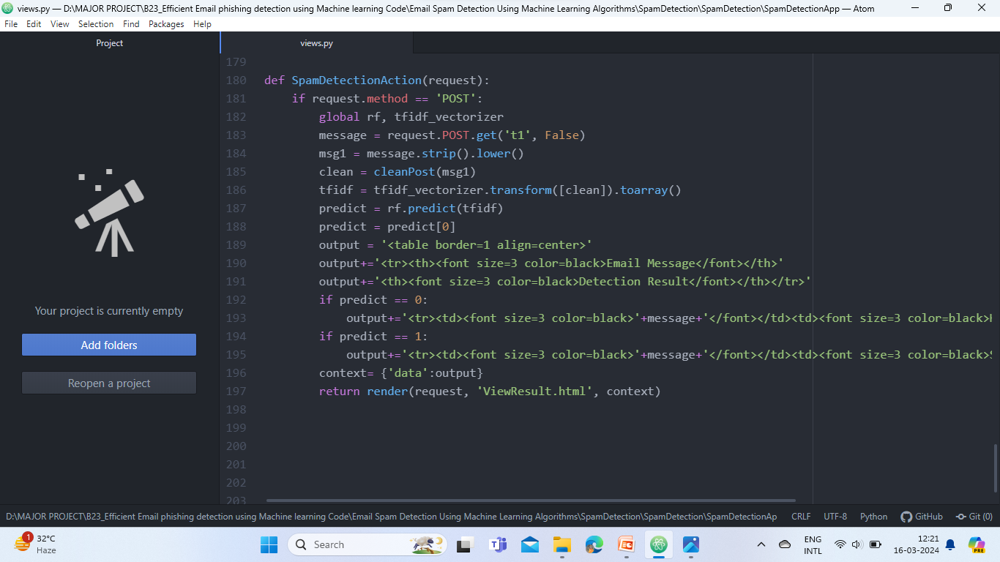 views.py — D:\MAJOR PROJECT\B23_Efficient Email phishing detection using Machine learning Code\Email Spam Detection Using Machine Learning Algorithms\SpamDetection\SpamDetection\SpamDetectionApp — Atom
File Edit View Selection Find Packages Help
Project
views.py
179
180 def SpamDetectionAction(request):
181     if request.method == 'POST':
182         global rf, tfidf_vectorizer
183         message = request.POST.get('t1', False)
184         msg1 = message.strip().lower()
185         clean = cleanPost(msg1)
186         tfidf = tfidf_vectorizer.transform([clean]).toarray()
187         predict = rf.predict(tfidf)
188         predict = predict[0]
189         output = '<table border=1 align=center>'
190         output+='<tr><th><font size=3 color=black>Email Message</font></th>'
191         output+='<th><font size=3 color=black>Detection Result</font></th></tr>'
192         if predict == 0:
193             output+='<tr><td><font size=3 color=black>'+message+'</font></td><td><font size=3 color=black>
194         if predict == 1:
195             output+='<tr><td><font size=3 color=black>'+message+'</font></td><td><font size=3 color=black>
196         context= {'data':output}
197         return render(request, 'ViewResult.html', context)
198
199
200
201
202
203
Your project is currently empty
Add folders
Reopen a project
D:\MAJOR PROJECT\B23_Efficient Email phishing detection using Machine learning Code\Email Spam Detection Using Machine Learning Algorithms\SpamDetection\SpamDetection\SpamDetectionAp CRLF UTF-8 Python GitHub Git (0)
1
32°C
Haze
Search
ENG
INTL
12:21
16-03-2024
PRE